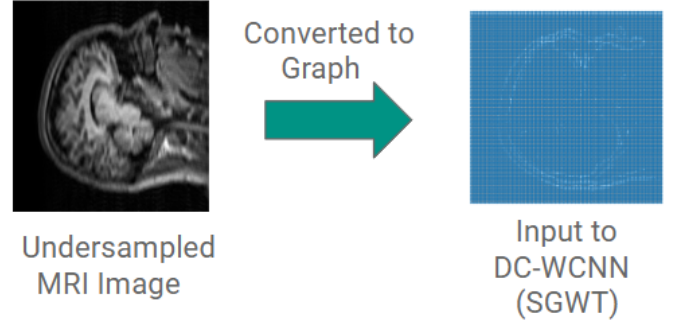 Converted to
Graph
Undersampled
MRI Image
Input to
DC-WCNN
(SGWT)